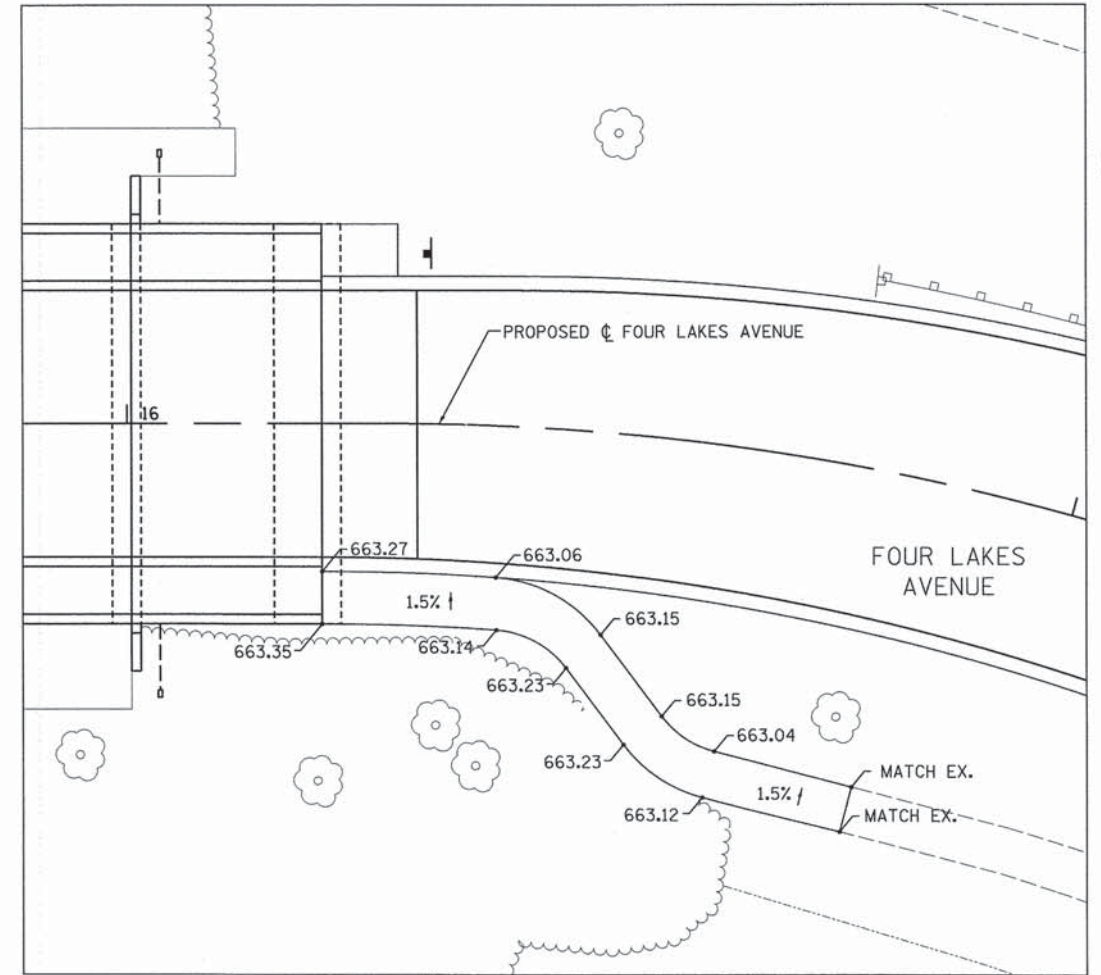 PROPOSED ℄ FOUR LAKES AVENUE
16
663.27
663.06
FOUR LAKES
AVENUE
1.5%
663.15
663.35
663.14
663.23
663.15
663.04
663.23
MATCH EX.
1.5%
663.12
MATCH EX.